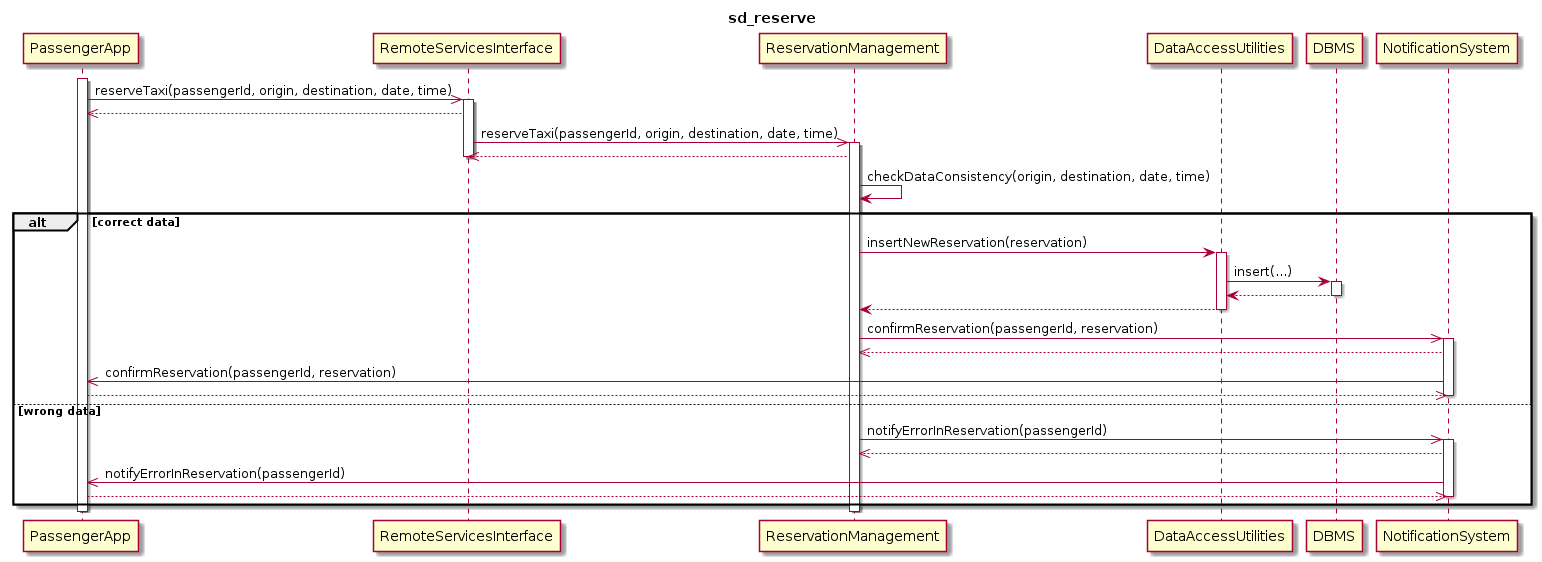 sd_reserve
PassengerApp
RemoteServicesInterface
ReservationManagement
DataAccessUtilities
DBMS
NotificationSystem
reserveTaxi(passengerId, origin, destination, date, time)
reserveTaxi(passengerId, origin, destination, date, time)
checkDataConsistency(origin, destination, date, time)
alt
[correct data]
insertNewReservation(reservation)
insert(...)
confirmReservation(passengerId, reservation)
confirmReservation(passengerId, reservation)
[wrong data]
notifyErrorInReservation(passengerId)
notifyErrorInReservation(passengerId)
PassengerApp
RemoteServicesInterface
ReservationManagement
DataAccessUtilities
DBMS
NotificationSystem